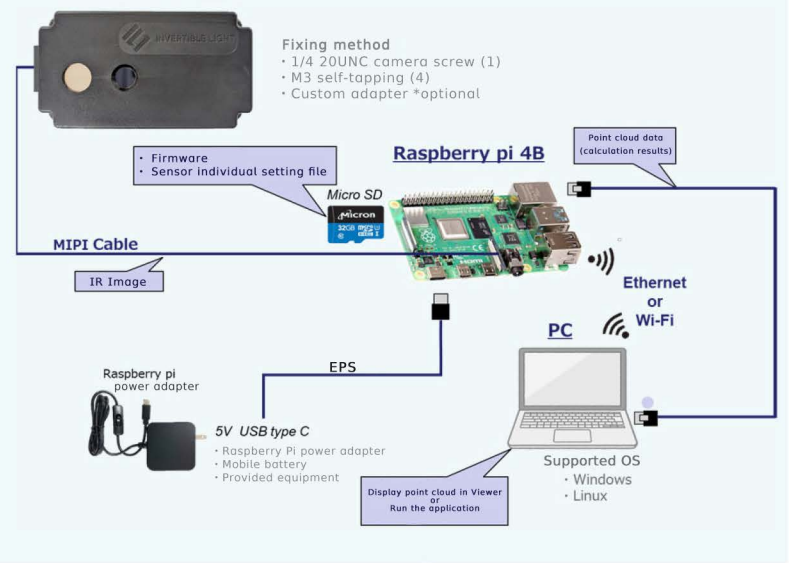 INVERTIBLE LIGHT
Fixing method
・1/4 20UNC camera screw (1)
・M3 self-tapping (4)
・Custom adapter *optional
Point cloud data
(calculation results)
Raspberry pi 4B
・ Firmware
・ Sensor individual setting file
Micro SD
Micron
32GB
MIPI Cable
IR Image
HDMI
Ethernet
or
Wi-Fi
PC
EPS
Raspberry pi
power adapter
5V USB type C
・Raspberry Pi power adapter
・Mobile battery
・Provided equipment
Display point cloud in Viewer
or
Run the application
Supported OS
・Windows
・Linux